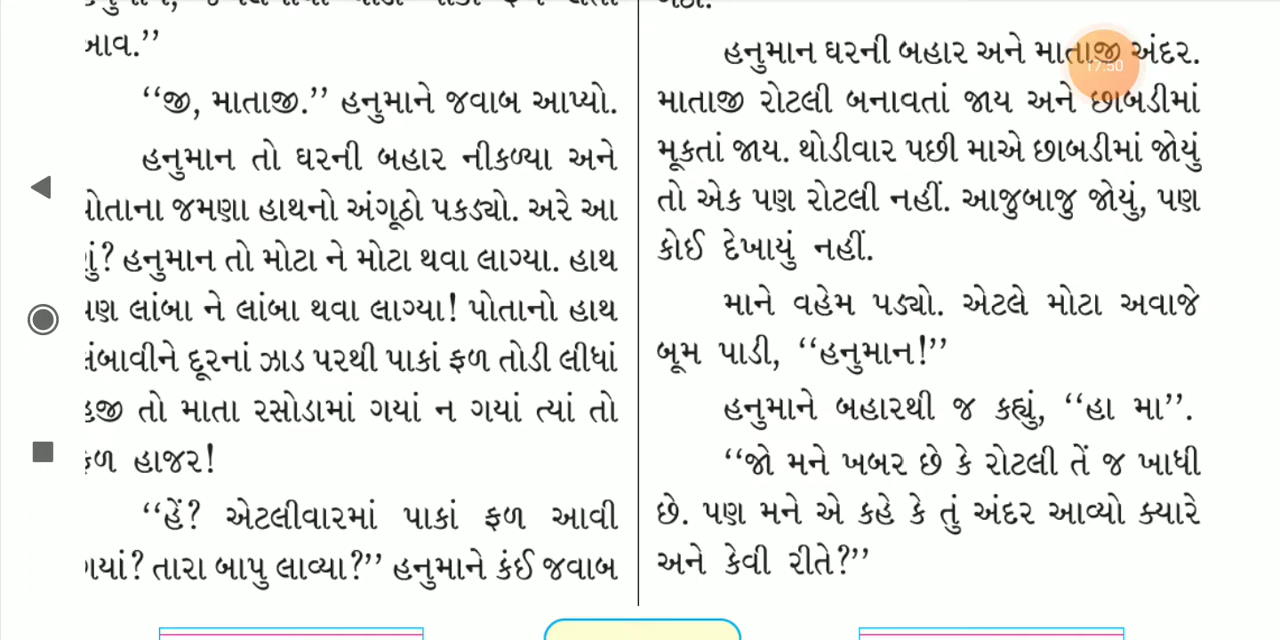 આવ.’’
‘‘જી, માતાજી.’’ હનુમાને જવાબ આપ્યો.
હનુમાન તો ઘરની બહાર નીકળ્યા અને
પોતાના જમણા હાથનો અંગૂઠો પકડ્યો. અરે આ
શું? હનુમાન તો મોટા ને મોટા થવા લાગ્યા. હાથ
પણ લાંબા ને લાંબા થવા લાગ્યા! પોતાનો હાથ
લંબાવીને દૂરનાં ઝાડ પરથી પાકાં ફળ તોડી લીધાં
હજી તો માતા રસોડામાં ગયાં ન ગયાં ત્યાં તો
ફળ હાજર!
‘‘હેં? એટલીવારમાં પાકાં ફળ આવી
ગયાં? તારા બાપુ લાવ્યા?’’ હનુમાને કંઈ જવાબ
હનુમાન ઘરની બહાર અને માતાજી અંદર.
17:50
માતાજી રોટલી બનાવતાં જાય અને છાબડીમાં
મૂકતાં જાય. થોડીવાર પછી માએ છાબડીમાં જોયું
તો એક પણ રોટલી નહીં. આજુબાજુ જોયું, પણ
કોઈ દેખાયું નહીં.
માને વહેમ પડ્યો. એટલે મોટા અવાજે
બૂમ પાડી, ‘‘હનુમાન!’’
હનુમાને બહારથી જ કહ્યું, ‘‘હા મા’’.
‘‘જો મને ખબર છે કે રોટલી તેં જ ખાધી
છે. પણ મને એ કહે કે તું અંદર આવ્યો ક્યારે
અને કેવી રીતે?’’